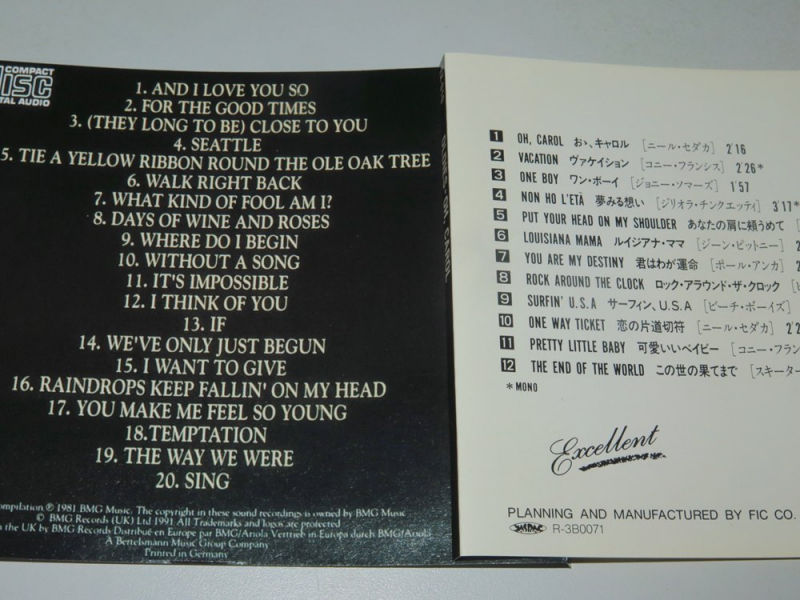 COMPACT
DISC
DIGITAL AUDIO
1. AND I LOVE YOU SO
2. FOR THE GOOD TIMES
3. (THEY LONG TO BE) CLOSE TO YOU
4. SEATTLE
5. TIE A YELLOW RIBBON ROUND THE OLE OAK TREE
6. WALK RIGHT BACK
7. WHAT KIND OF FOOL AM I?
8. DAYS OF WINE AND ROSES
9. WHERE DO I BEGIN
10. WITHOUT A SONG
11. IT'S IMPOSSIBLE
12. I THINK OF YOU
13. IF
14. WE'VE ONLY JUST BEGUN
15. I WANT TO GIVE
16. RAINDROPS KEEP FALLIN' ON MY HEAD
17. YOU MAKE ME FEEL SO YOUNG
18. TEMPTATION
19. THE WAY WE WERE
20. SING
compilation ℗ 1981 BMG Music. The copyright in these sound recordings is owned by BMG Music
© BMG Records (UK) Ltd 1991 All Trademarks and logos are protected
in the UK by BMG Records Distribué en Europe par BMG/Ariola Vertrieb in Europa durch BMG/Ariola
A Bertelsmann Music Group Company
Printed in Germany
1 OH, CAROL おゝ、キャロル [ニール・セダカ] 2'16
2 VACATION ヴァケイション [コニー・フランシス] 2'26*
3 ONE BOY ワン・ボーイ [ジョニー・ソマーズ] 1'57
4 NON HO L'ETÀ 夢みる想い [ジリオラ・チンクエッティ] 3'17*
5 PUT YOUR HEAD ON MY SHOULDER あなたの肩に頬うめて [
6 LOUISIANA MAMA ルイジアナ・ママ [ジーン・ピットニー] 2
7 YOU ARE MY DESTINY 君はわが運命 [ポール・アンカ] 2
8 ROCK AROUND THE CLOCK ロック・アラウンド・ザ・クロック [
9 SURFIN' U.S.A サーフィン、U.S.A [ビーチ・ボーイズ]
10 ONE WAY TICKET 恋の片道切符 [ニール・セダカ] 2'2
11 PRETTY LITTLE BABY 可愛いいベイビー [コニー・フラン
12 THE END OF THE WORLD この世の果てまで [スキーター
*MONO
Excellent
PLANNING AND MANUFACTURED BY FIC CO.
R-3B0071